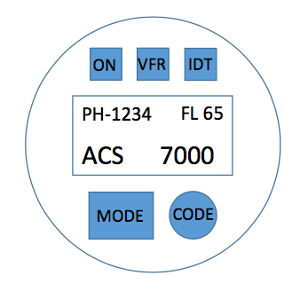 ON VFR IDT
PH-1234 FL 65
ACS 7000
MODE CODE